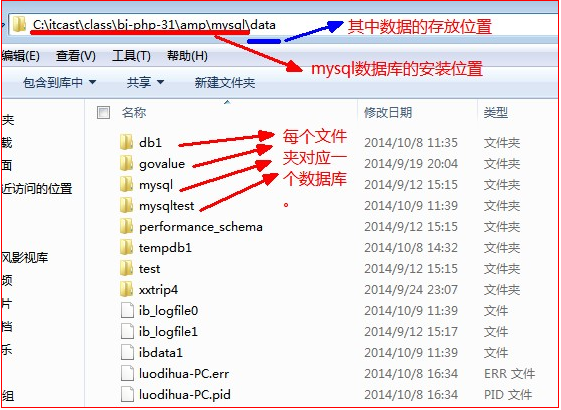 C:\itcast\class\bj-php-31\amp\mysql\data
其中数据的存放位置
编辑(E) 查看(V) 工具(T) 帮助(H)
mysql数据库的安装位置
包含到库中 共享 新建文件夹
名称 修改日期 类型
夹
载
面
近访问的位置
风影视库
频
片
档
乐
组
db1 2014/10/8 11:35 文件夹
govalue 2014/9/19 20:04 文件夹
mysql 2014/9/12 15:15 文件夹
mysqltest 2014/10/9 11:39 文件夹
performance_schema 2014/9/12 15:15 文件夹
tempdb1 2014/10/8 14:32 文件夹
test 2014/9/12 15:15 文件夹
xxtrip4 2014/9/24 23:07 文件夹
ib_logfile0 2014/10/9 11:39 文件
ib_logfile1 2014/9/12 15:17 文件
ibdata1 2014/10/9 11:39 文件
luodihua-PC.err 2014/10/8 16:34 ERR 文件
luodihua-PC.pid 2014/10/8 16:34 PID 文件
每个文件
夹对应一
个数据库
。